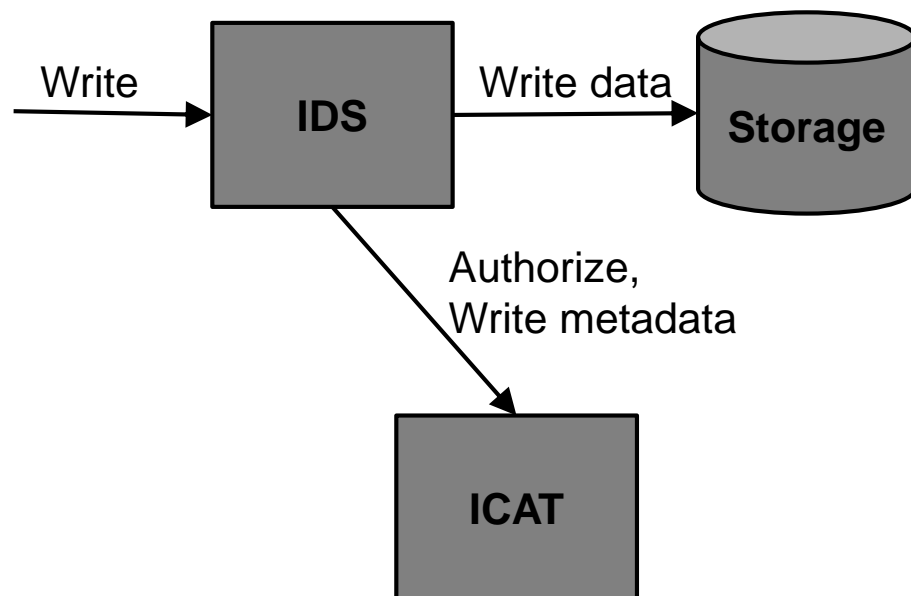 Write
IDS
Write data
Storage
Authorize,
Write metadata
ICAT